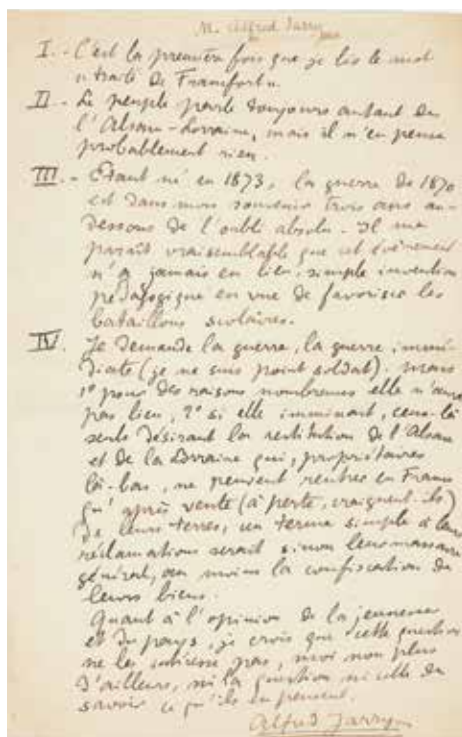 M. Alfred Jarry
I. - C'est la première fois que je lis le mot
« traité de Francfort ».
II - Le peuple parle toujours autant de
l'Alsace-Lorraine, mais il n'en pense
probablement rien.
III. - Étant né en 1873, la guerre de 1870
est dans mon souvenir trois ans au-
dessous de l'oubli absolu. Il me
paraît vraisemblable que cet événement
n'a jamais eu lieu, simple invention
pédagogique en vue de favoriser les
bataillons scolaires.
IV. Je demande la guerre, la guerre immé-
diate (je ne suis point soldat), mais
1° pour des raisons nombreuses elle n'aura
pas lieu, 2° si elle imminait, ceux-là
seuls désirant la restitution de l'Alsace
et de la Lorraine qui, propriétaires
là-bas, ne peuvent rentrer en France
qu'après vente (à perte, craignent-ils)
de leurs terres, un terme simple à leurs
réclamations serait sinon leur massacre
général, au moins la confiscation de
leurs biens.
Quant à l'opinion de la jeunesse
et du pays, je crois que cette question
ne les intéresse pas, moi non plus
d'ailleurs, ni la question ni celle de
savoir ce qu'ils en pensent.
Alfred Jarry